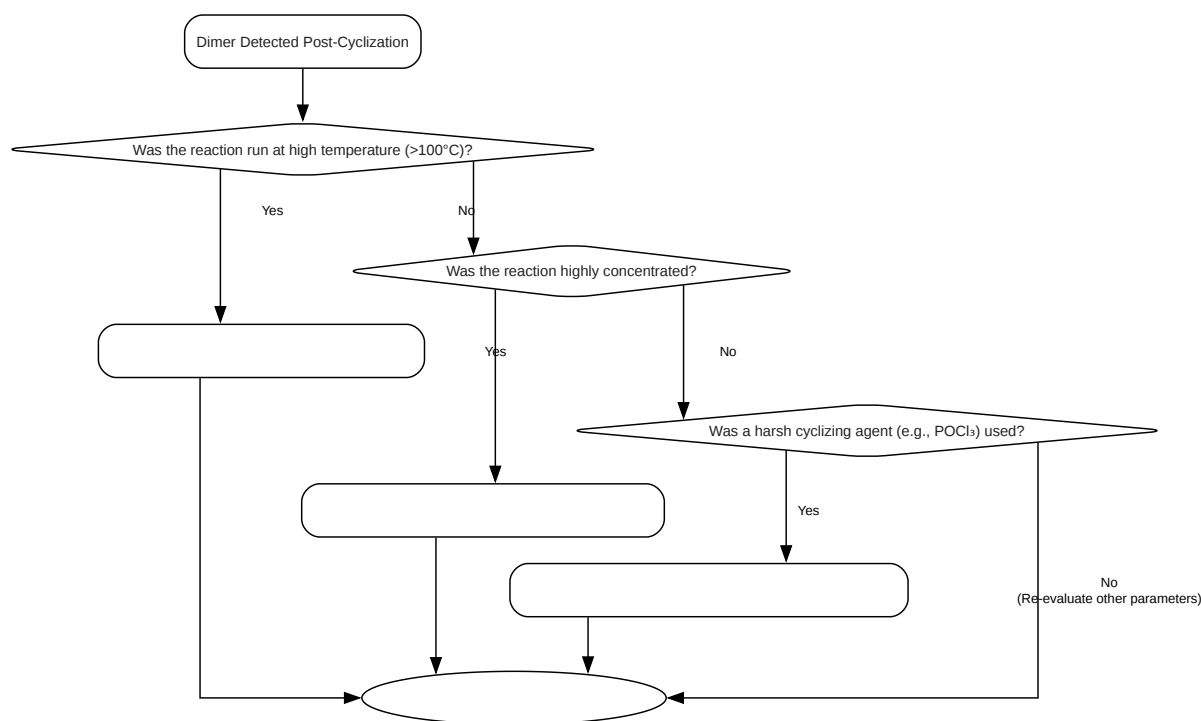 Dimer Detected Post-Cyclization
Was the reaction run at high temperature (>100°C)?
Yes
No
Was the reaction highly concentrated?
Yes
No
Was a harsh cyclizing agent (e.g., POCl₃) used?
Yes
No
(Re-evaluate other parameters)